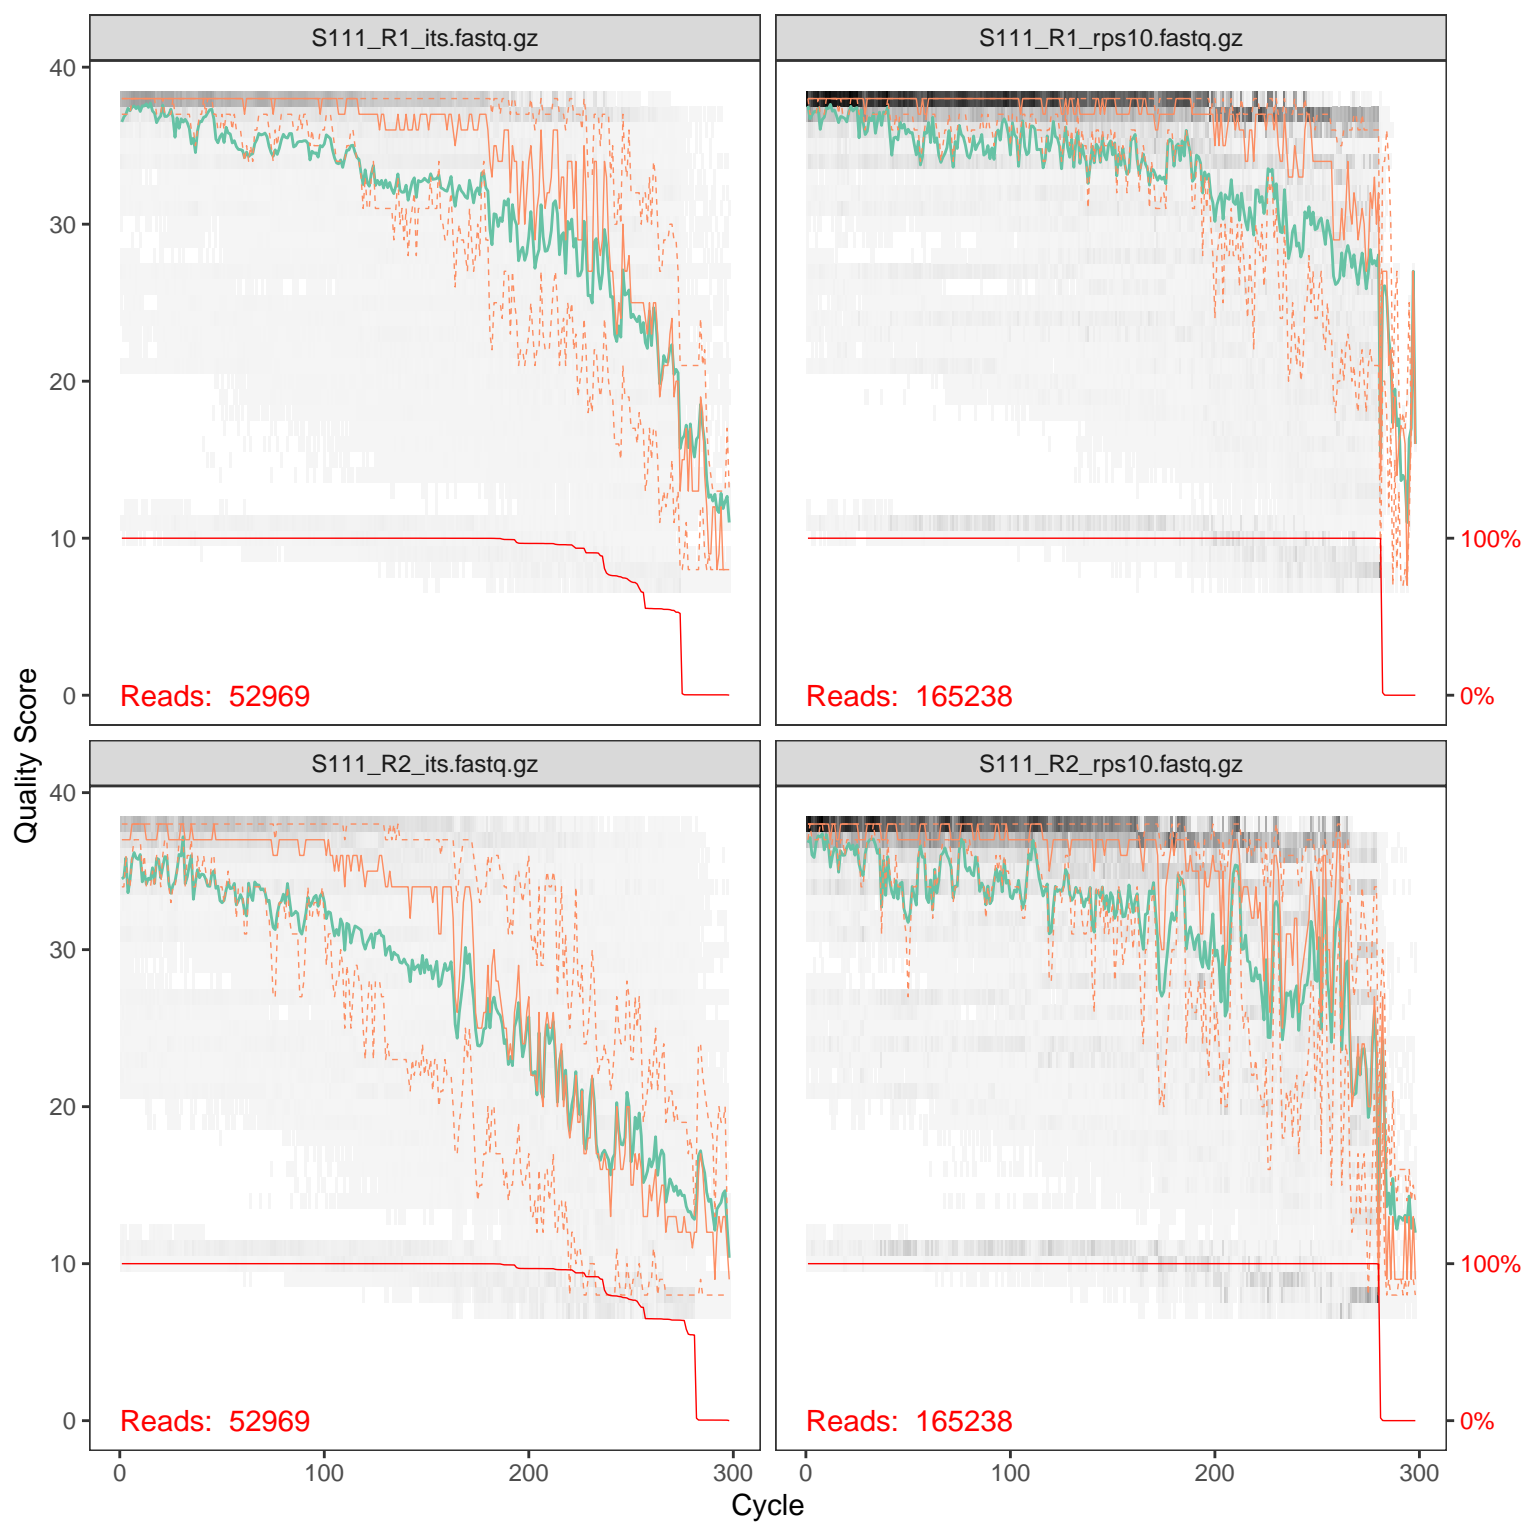 S111_R1_its.fastq.gz
S111_R1_rps10.fastq.gz
40
30
20
10
0
Reads: 52969
Reads: 165238
100%
0%
Quality Score
S111_R2_its.fastq.gz
S111_R2_rps10.fastq.gz
40
30
20
10
0
Reads: 52969
Reads: 165238
100%
0%
0 100 200 300
0 100 200 300
Cycle